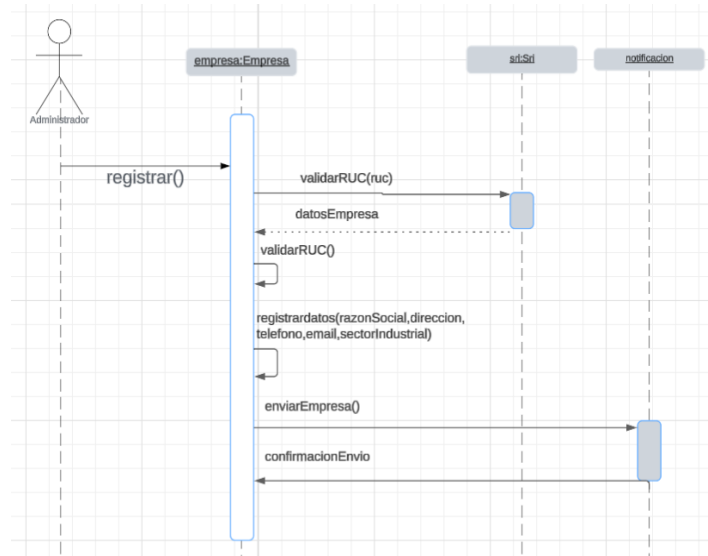 empresa:Empresa
sri:Sri
notificacion
Administrador
registrar()
validarRUC(ruc)
datosEmpresa
validarRUC()
registrardatos(razonSocial,direccion,
telefono,email,sectorIndustrial)
enviarEmpresa()
confirmacionEnvio